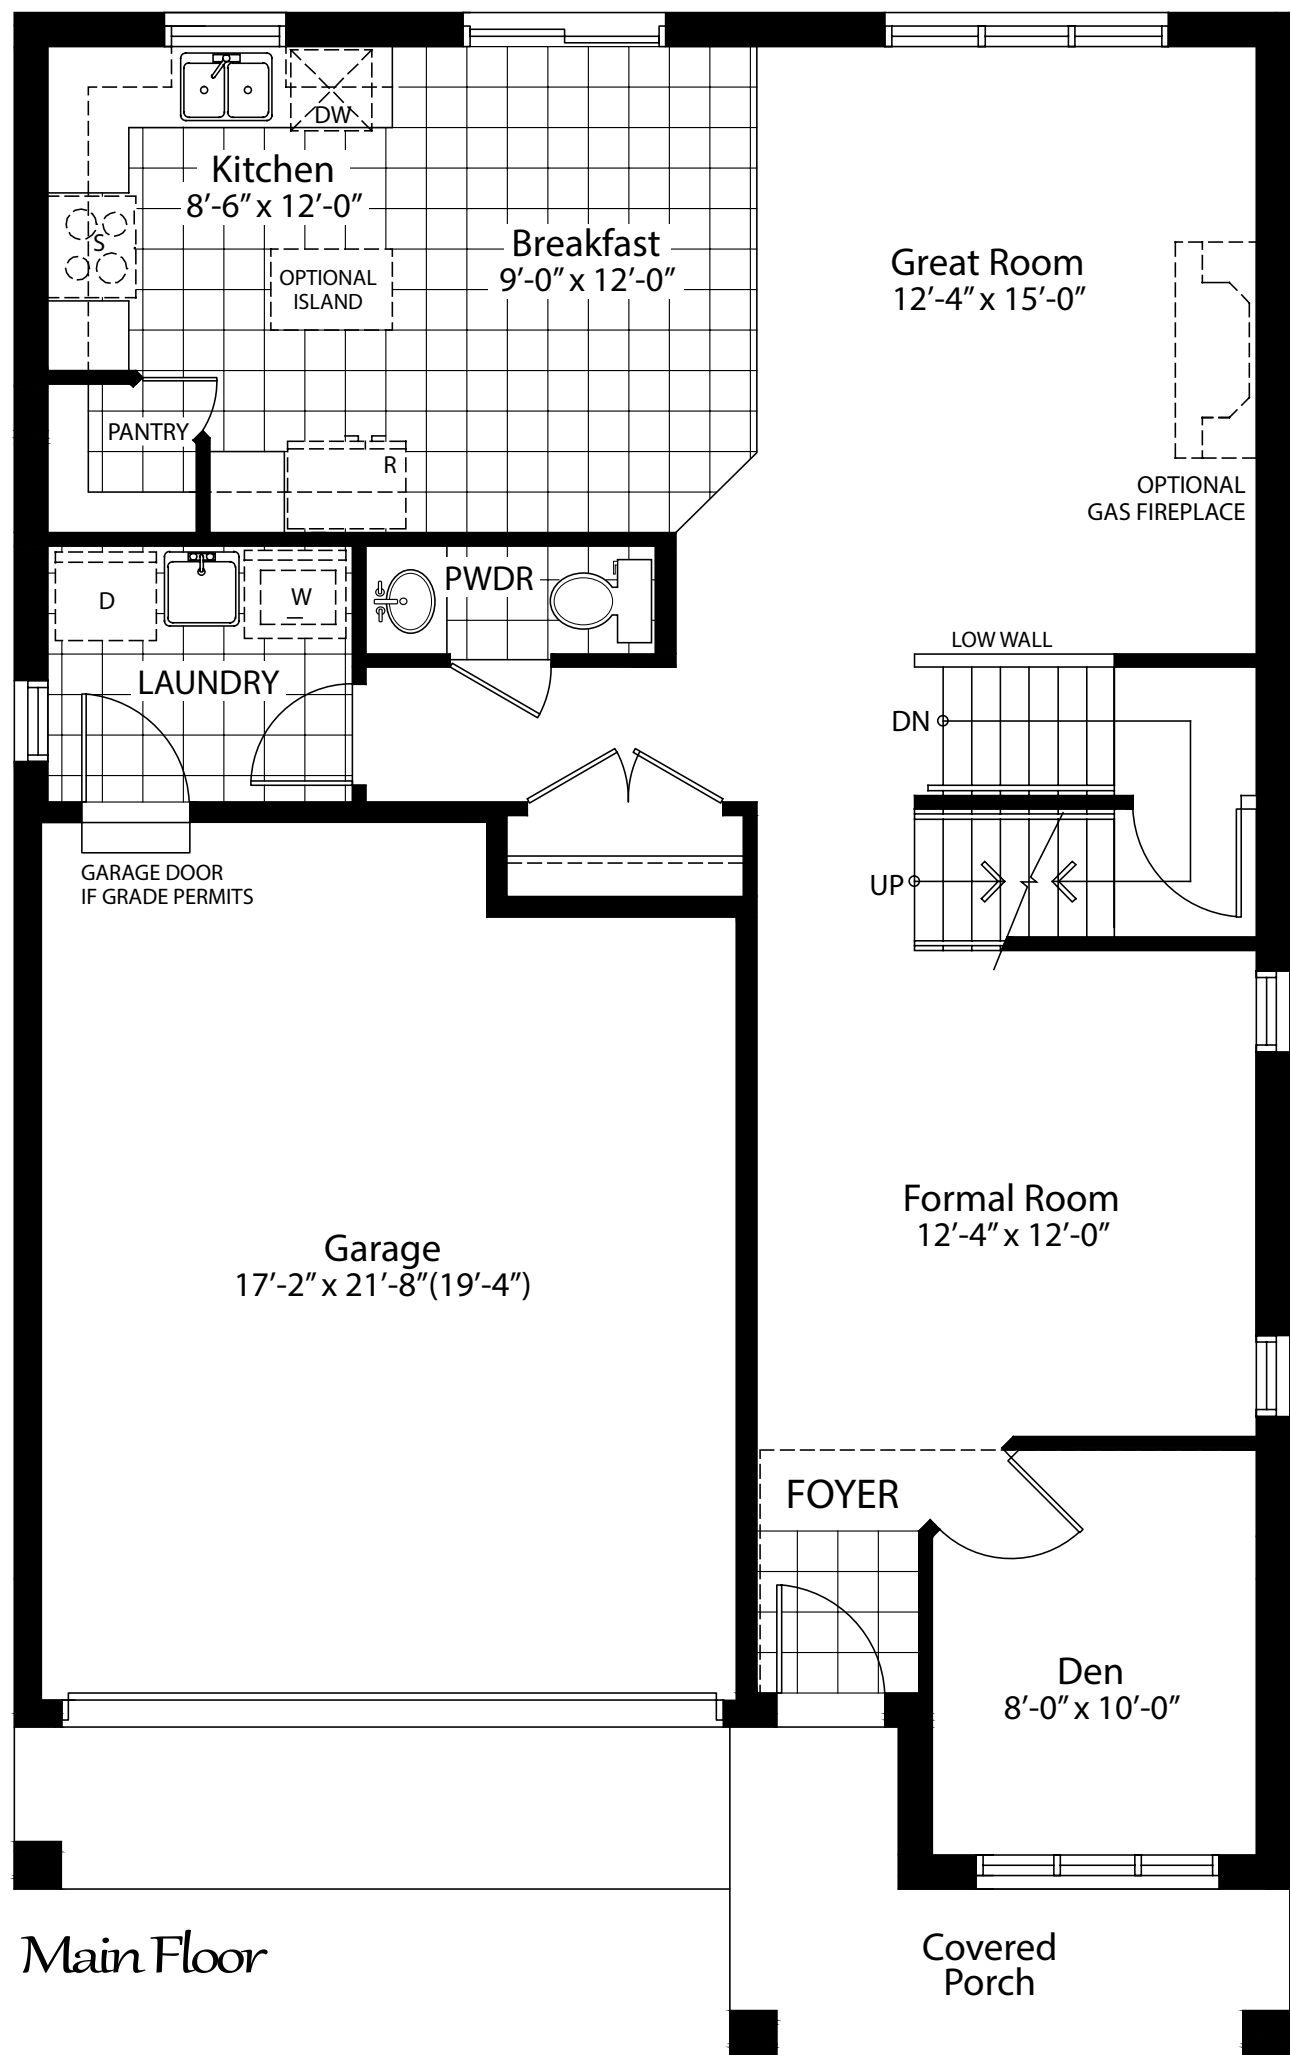 DW
Kitchen
8'-6" x 12'-0"
S
Breakfast
9'-0" x 12'-0"
OPTIONAL
ISLAND
Great Room
12'-4" x 15'-0"
PANTRY
R
OPTIONAL
GAS FIREPLACE
D
W
PWDR
LAUNDRY
LOW WALL
DN
UP
GARAGE DOOR
IF GRADE PERMITS
Formal Room
12'-4" x 12'-0"
Garage
17'-2" x 21'-8"(19'-4")
FOYER
Den
8'-0" x 10'-0"
Main Floor
Covered
Porch